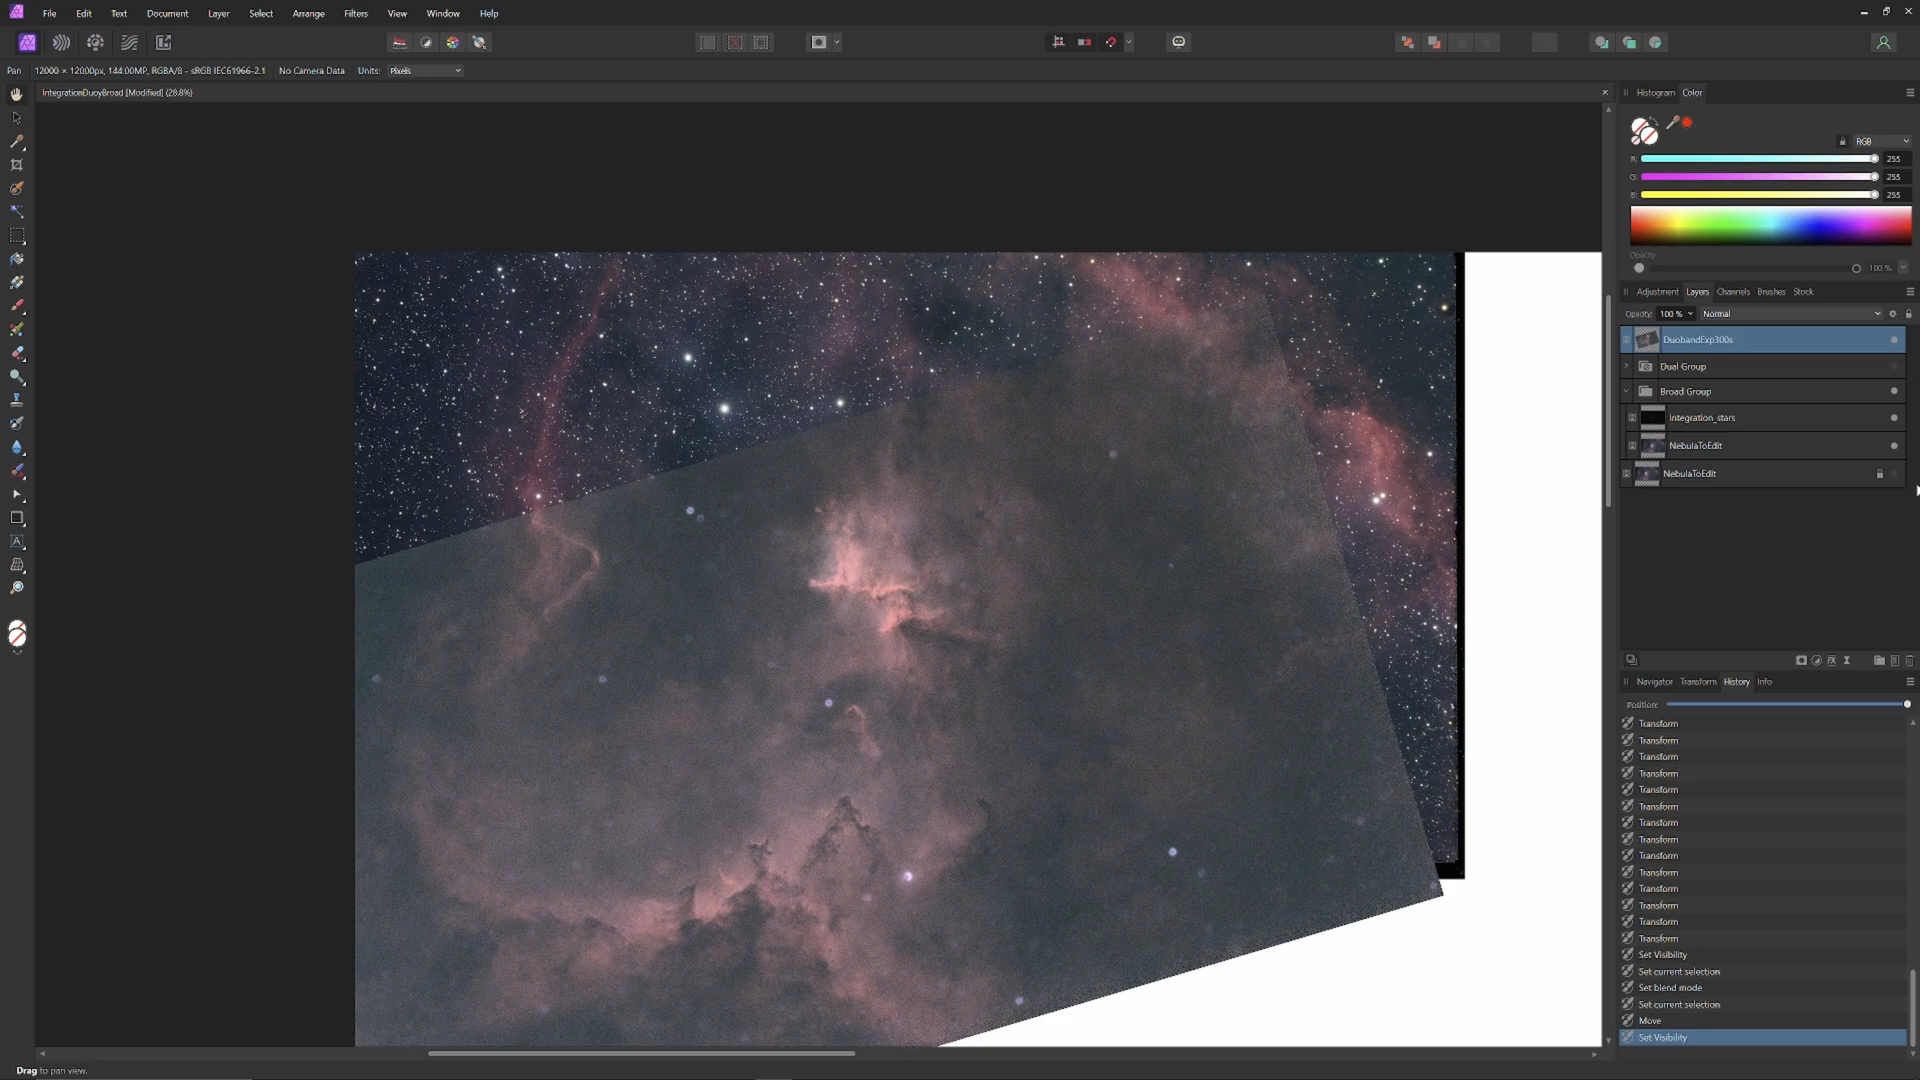 File Edit Text Document Layer Select Arrange Filters View Window Help
Pan 12000 × 12000px, 144.00MP, RGBA/8 - sRGB IEC61966-2.1 No Camera Data Units: Pixels
IntegrationDuoyBroad [Modified] (28.8%)
Histogram Color
RGB
R: 255
G: 255
B: 255
Opacity
100 %
Adjustment Layers Channels Brushes Stock
Opacity: 100 % Normal
DuobandExp300s
Dual Group
Broad Group
Integration_stars
NebulaToEdit
NebulaToEdit
Navigator Transform History Info
Position:
Transform
Transform
Transform
Transform
Transform
Transform
Transform
Transform
Transform
Transform
Transform
Transform
Transform
Transform
Set Visibility
Set current selection
Set blend mode
Set current selection
Move
Set Visibility
Drag to pan view.